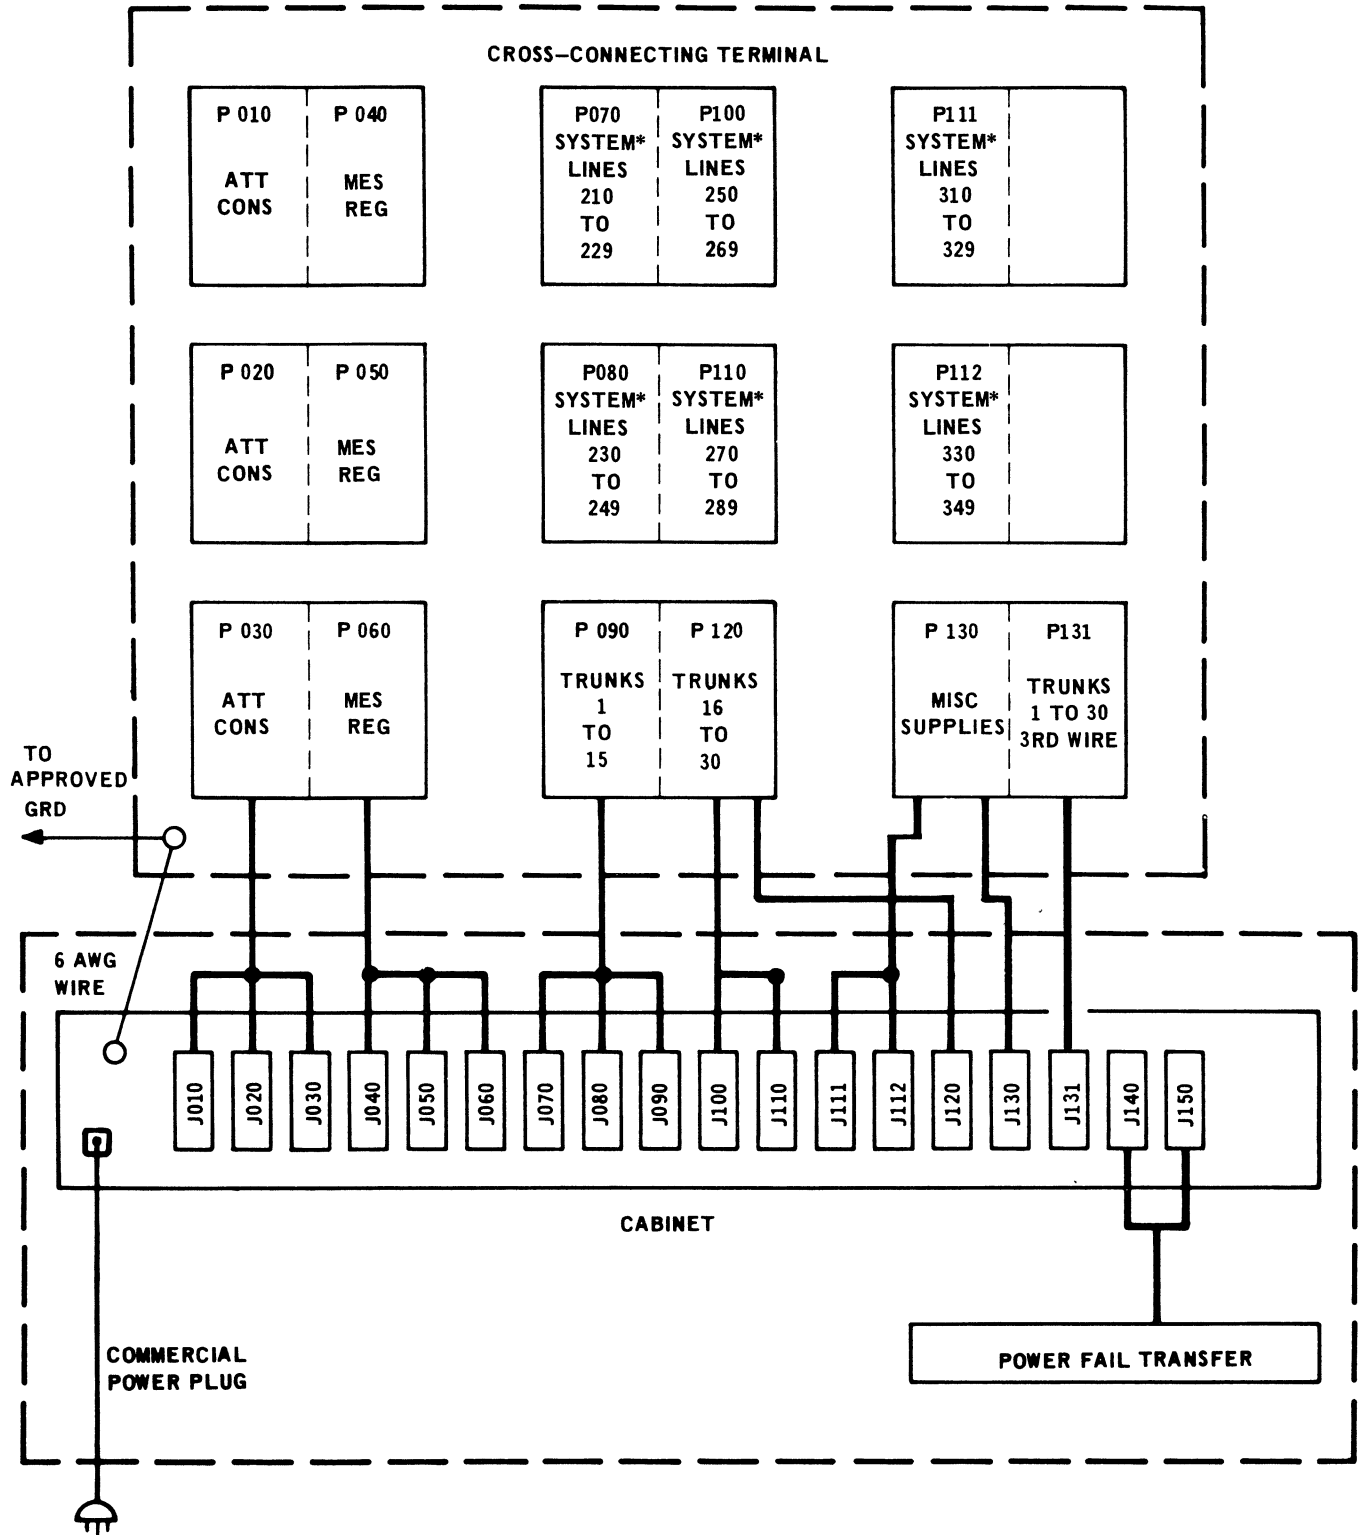 CROSS-CONNECTING TERMINAL
P 010
ATT
CONS
P 040
MES
REG
P070
SYSTEM*
LINES
210
TO
229
P100
SYSTEM*
LINES
250
TO
269
P111
SYSTEM*
LINES
310
TO
329
P 020
ATT
CONS
P 050
MES
REG
P080
SYSTEM*
LINES
230
TO
249
P110
SYSTEM*
LINES
270
TO
289
P112
SYSTEM*
LINES
330
TO
349
P 030
ATT
CONS
P 060
MES
REG
P 090
TRUNKS
1
TO
15
P 120
TRUNKS
16
TO
30
P 130
MISC
SUPPLIES
P131
TRUNKS
1 TO 30
3RD WIRE
TO
APPROVED
GRD
6 AWG
WIRE
J010
J020
J030
J040
J050
J060
J070
J080
J090
J100
J110
J111
J112
J120
J130
J131
J140
J150
CABINET
COMMERCIAL
POWER PLUG
POWER FAIL TRANSFER